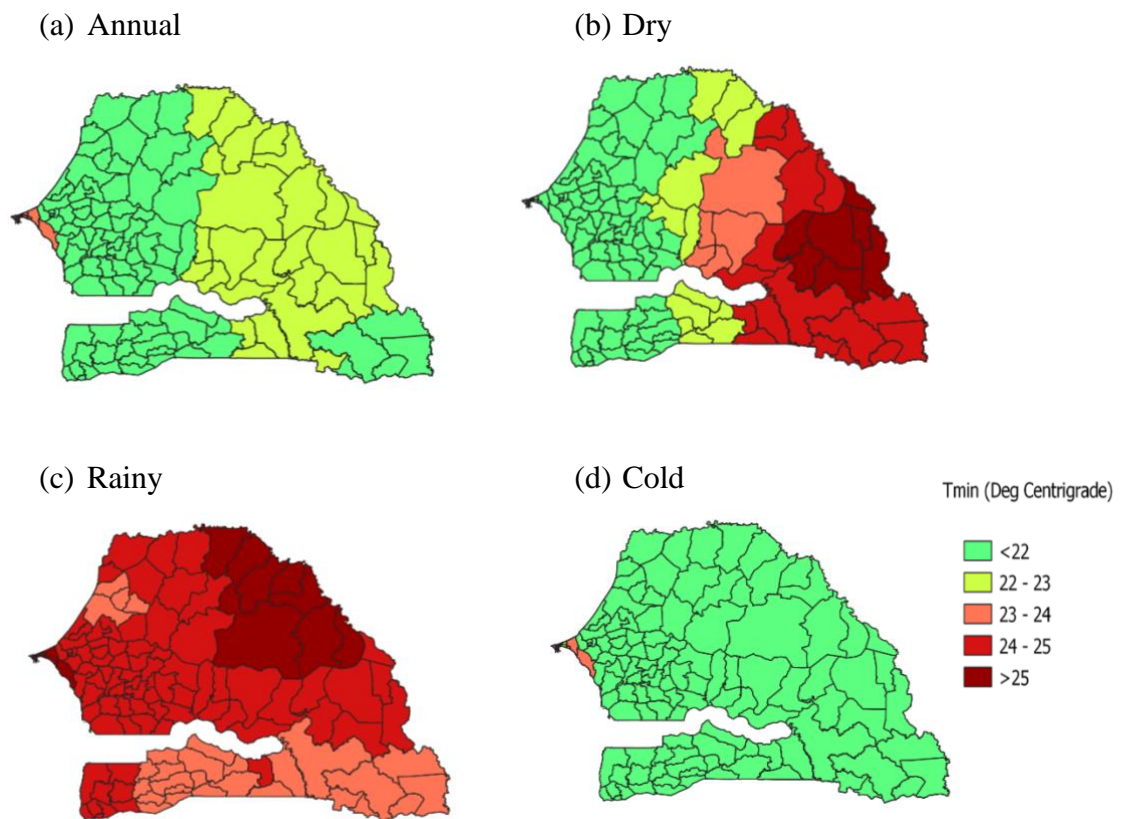 (a) Annual
(b) Dry
(c) Rainy
(d) Cold
Tmin (Deg Centrigrade)
<22
22 - 23
23 - 24
24 - 25
>25